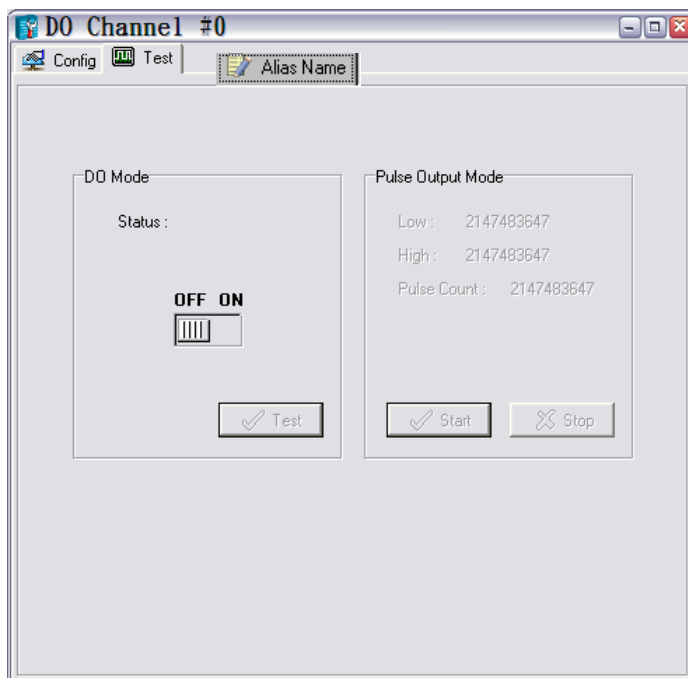 DO Channel #0
Config Test Alias Name
DO Mode
Status :
OFF ON
Test
Pulse Output Mode
Low : 2147483647
High : 2147483647
Pulse Count : 2147483647
Start Stop